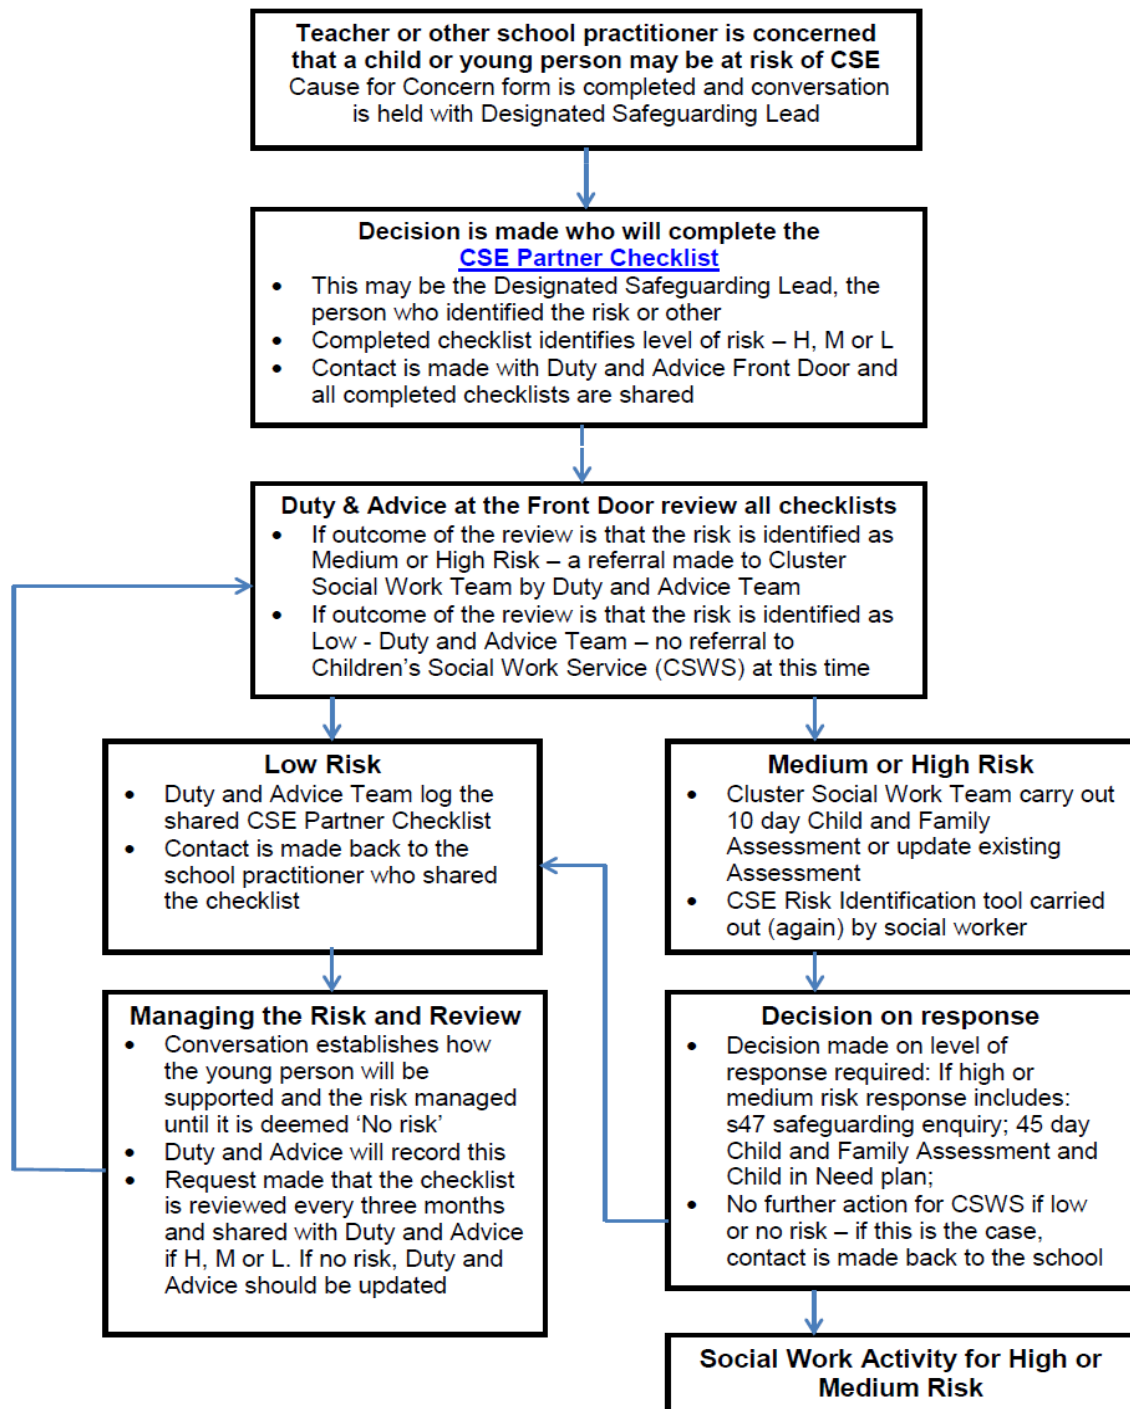 Teacher or other school practitioner is concerned
that a child or young person may be at risk of CSE
Cause for Concern form is completed and conversation
is held with Designated Safeguarding Lead
Decision is made who will complete the
CSE Partner Checklist
• This may be the Designated Safeguarding Lead, the
person who identified the risk or other
• Completed checklist identifies level of risk – H, M or L
• Contact is made with Duty and Advice Front Door and
all completed checklists are shared
Duty & Advice at the Front Door review all checklists
• If outcome of the review is that the risk is identified as
Medium or High Risk – a referral made to Cluster
Social Work Team by Duty and Advice Team
• If outcome of the review is that the risk is identified as
Low - Duty and Advice Team – no referral to
Children's Social Work Service (CSWS) at this time
Low Risk
• Duty and Advice Team log the
shared CSE Partner Checklist
• Contact is made back to the
school practitioner who shared
the checklist
Medium or High Risk
• Cluster Social Work Team carry out
10 day Child and Family
Assessment or update existing
Assessment
• CSE Risk Identification tool carried
out (again) by social worker
Managing the Risk and Review
• Conversation establishes how
the young person will be
supported and the risk managed
until it is deemed 'No risk'
• Duty and Advice will record this
• Request made that the checklist
is reviewed every three months
and shared with Duty and Advice
if H, M or L. If no risk, Duty and
Advice should be updated
Decision on response
• Decision made on level of
response required: If high or
medium risk response includes:
s47 safeguarding enquiry; 45 day
Child and Family Assessment and
Child in Need plan;
• No further action for CSWS if low
or no risk – if this is the case,
contact is made back to the school
Social Work Activity for High or
Medium Risk